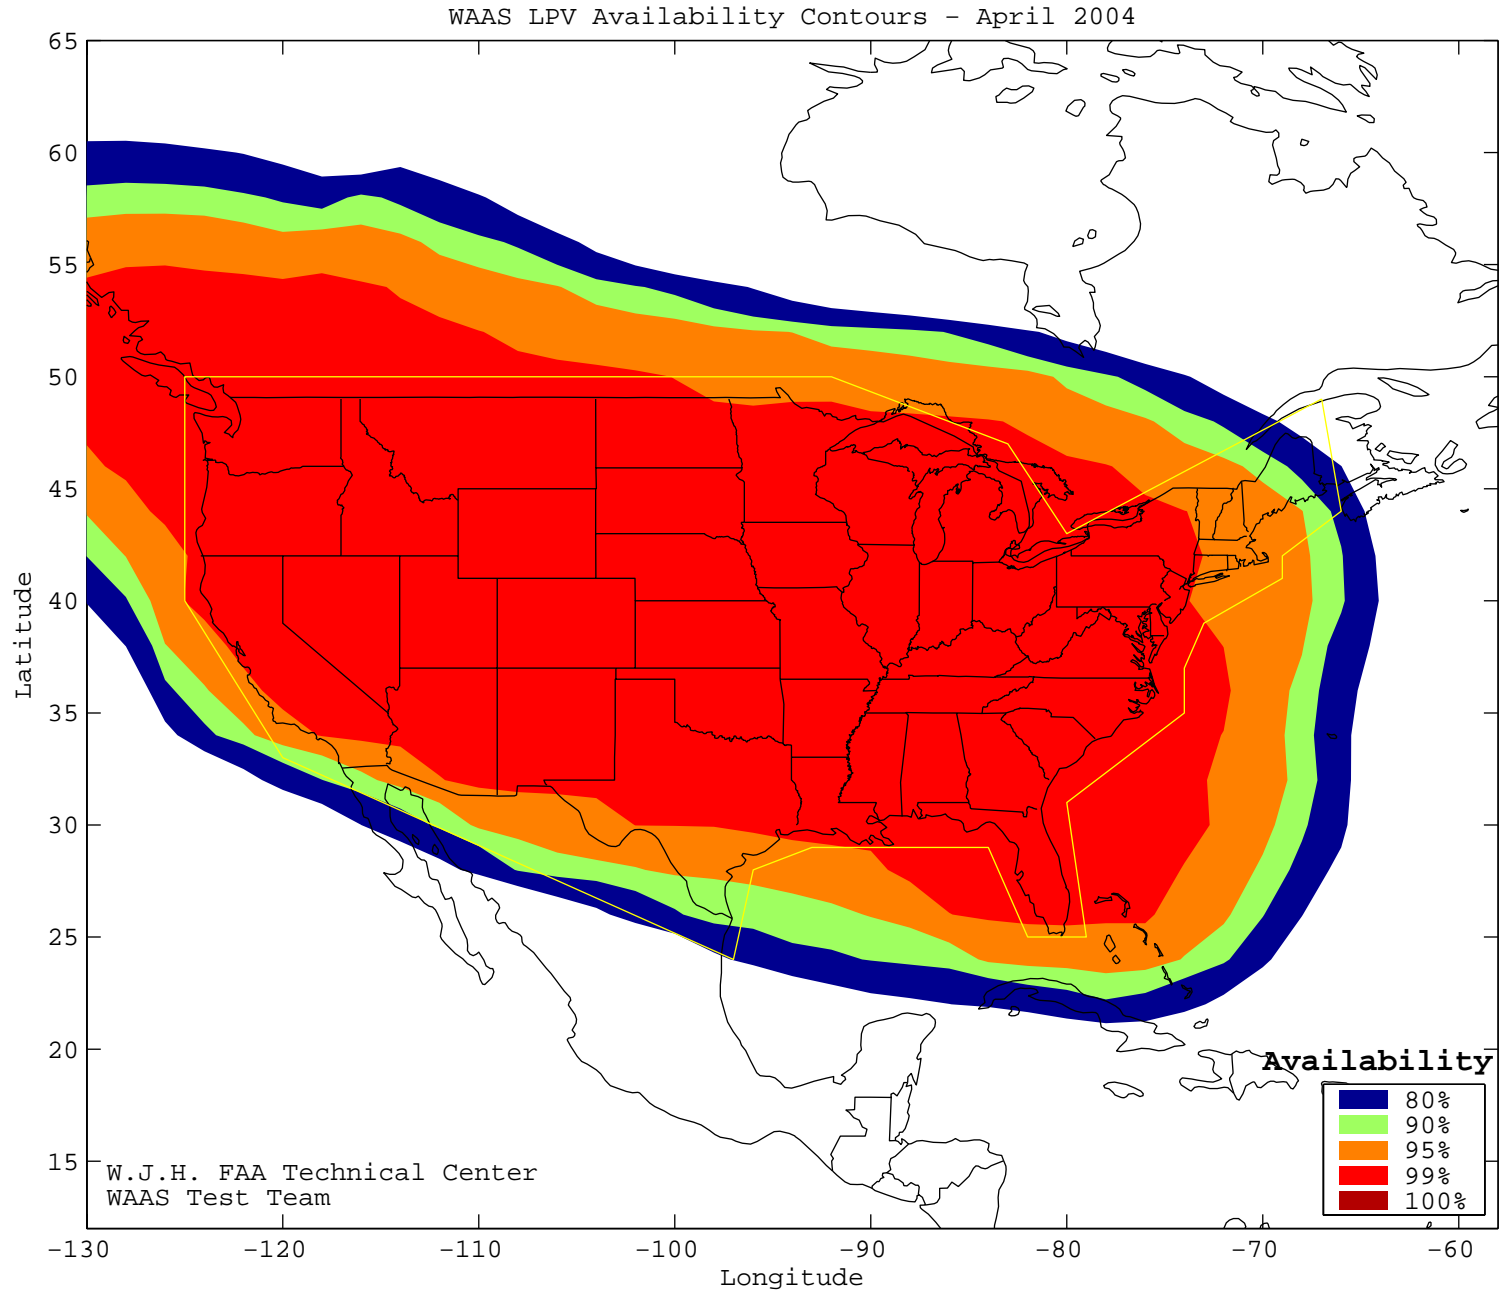 WAAS LPV Availability Contours - April 2004
65
60
55
50
45
40
35
30
25
20
15
Latitude
-130 -120 -110 -100 -90 -80 -70 -60
Longitude
W.J.H. FAA Technical Center
WAAS Test Team
Availability
80%
90%
95%
99%
100%